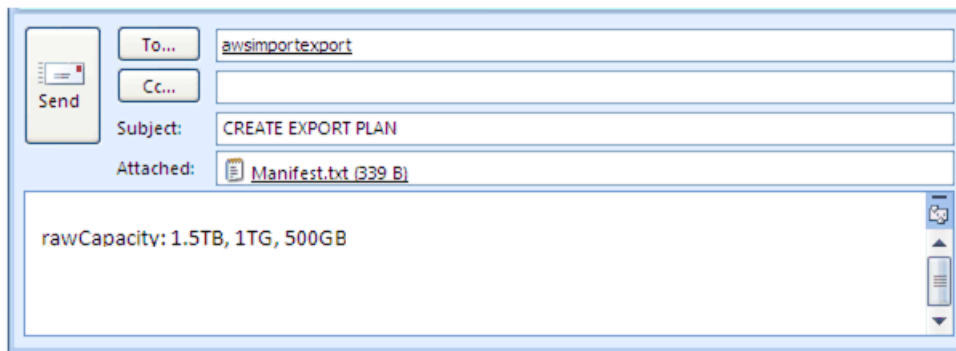 To...
awsimportexport
Cc...
Send
Subject:
CREATE EXPORT PLAN
Attached:
Manifest.txt (339 B)
rawCapacity: 1.5TB, 1TG, 500GB